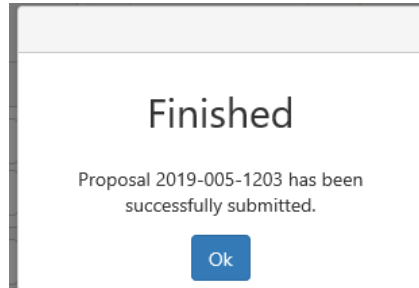 Finished
Proposal 2019-005-1203 has been
successfully submitted.
Ok